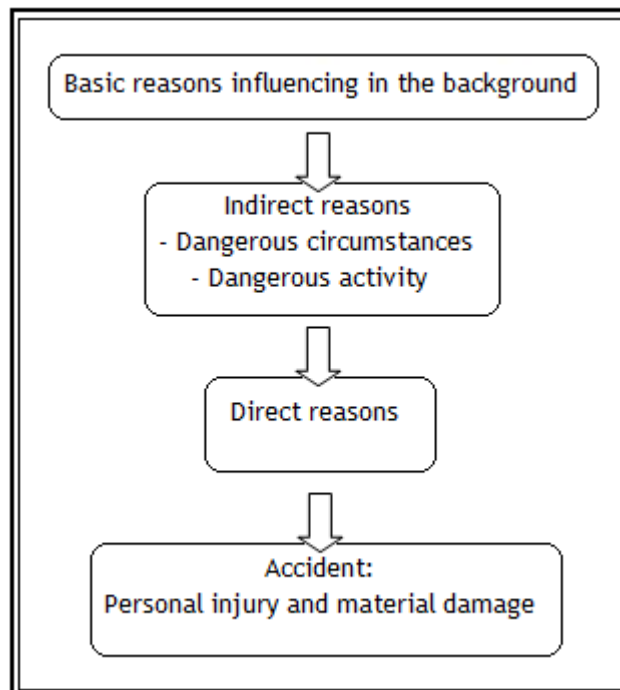 Basic reasons influencing in the background
Indirect reasons
- Dangerous circumstances
- Dangerous activity
Direct reasons
Accident:
Personal injury and material damage